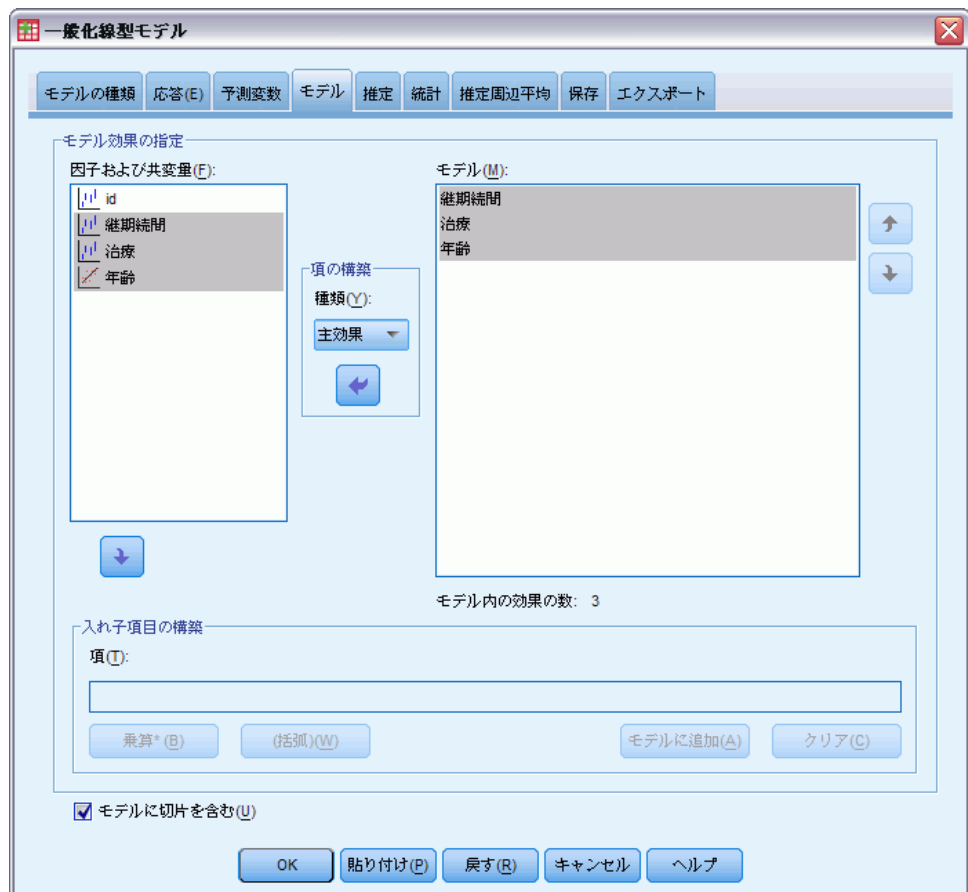 一般化線型モデル
モデルの種類 応答(E) 予測変数 モデル 推定 統計 推定周辺平均 保存 エクスポート
モデル効果の指定
因子および共変量(F):
id
継期続間
治療
年齢
項の構築
種類(Y):
主効果
モデル(M):
継期続間
治療
年齢
モデル内の効果の数: 3
入れ子項目の構築
項(T):
乗算* (B) (括弧)(W) モデルに追加(A) クリア(C)
モデルに切片を含む(U)
OK 貼り付け(P) 戻す(R) キャンセル ヘルプ